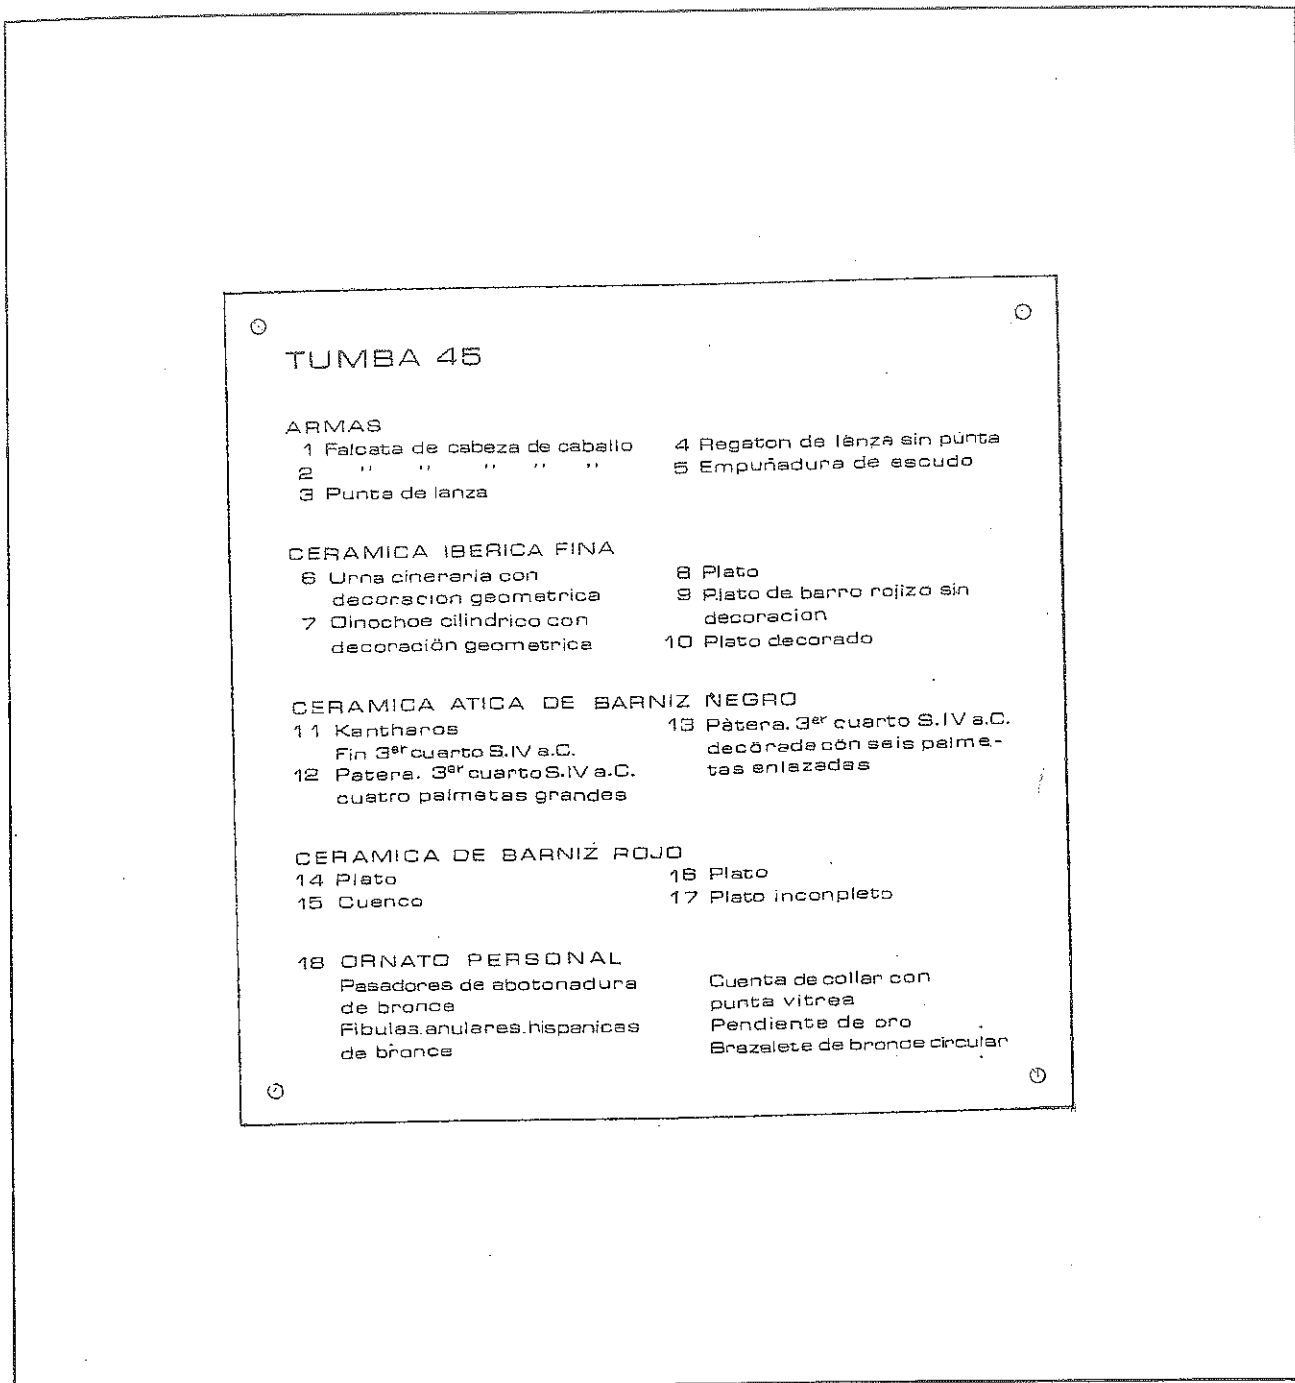 TUMBA 45
ARMAS
1 Falcata de cabeza de caballo
2 " " " " "
3 Punta de lanza
4 Regaton de lanza sin punta
5 Empuñadura de escudo
CERAMICA IBERICA FINA
6 Urna cineraria con
decoracion geometrica
7 Oinochoe cilindrico con
decoración geometrica
8 Plato
9 Plato de barro rojizo sin
decoracion
10 Plato decorado
CERAMICA ATICA DE BARNIZ NEGRO
11 Kantharos
Fin 3er cuarto S.IV a.C.
12 Patera. 3er cuarto S.IV a.C.
cuatro palmetas grandes
13 Pàtera. 3er cuarto S.IV a.C.
decorada con seis palme-
tas enlazadas
CERAMICA DE BARNIZ ROJO
14 Plato
15 Cuenco
16 Plato
17 Plato inconpleto
18 ORNATO PERSONAL
Pasadores de abotonadura
de bronce
Fibulas.anulares.hispanicas
de bronce
Cuenta de collar con
punta vitrea
Pendiente de oro
Brazalete de bronce circular